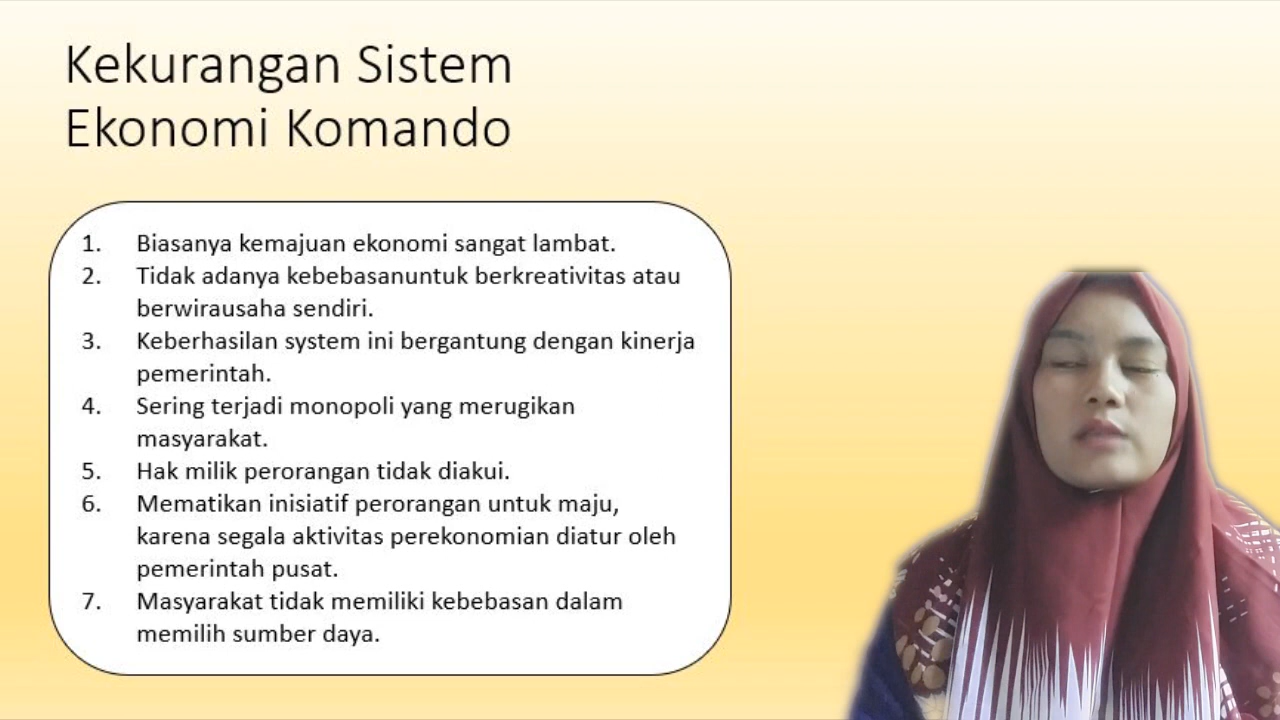 Kekurangan Sistem
Ekonomi Komando
1. Biasanya kemajuan ekonomi sangat lambat.
2. Tidak adanya kebebasanuntuk berkreativitas atau
berwirausaha sendiri.
3. Keberhasilan system ini bergantung dengan kinerja
pemerintah.
4. Sering terjadi monopoli yang merugikan
masyarakat.
5. Hak milik perorangan tidak diakui.
6. Mematikan inisiatif perorangan untuk maju,
karena segala aktivitas perekonomian diatur oleh
pemerintah pusat.
7. Masyarakat tidak memiliki kebebasan dalam
memilih sumber daya.